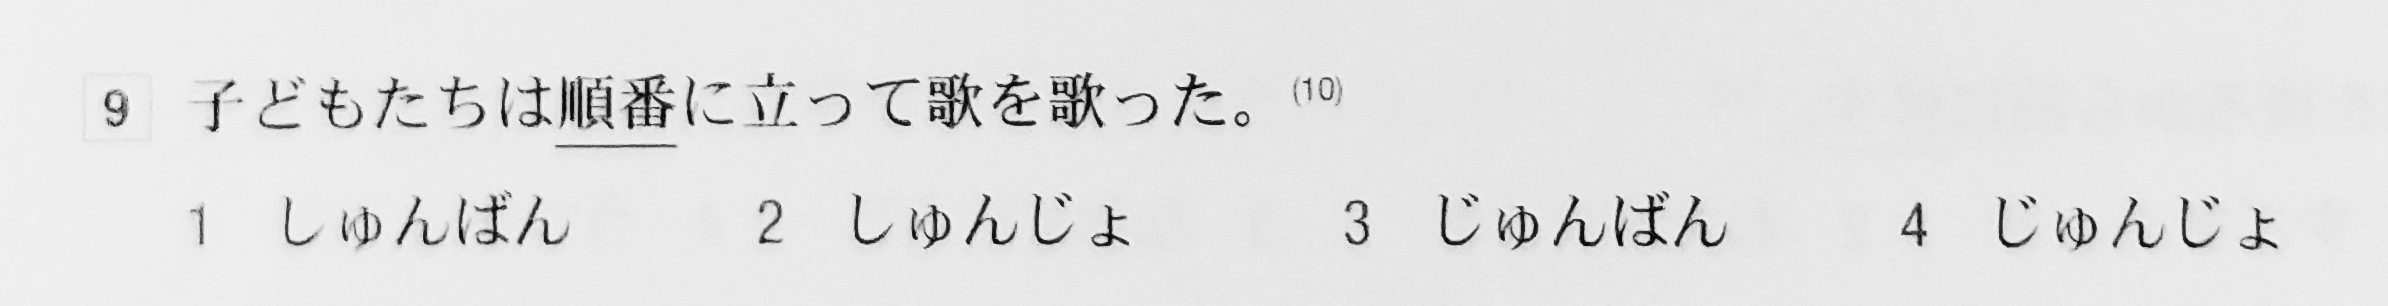 9 子どもたちは順番に立って歌を歌った。(10)
1 しゅんばん 2 しゅんじょ 3 じゅんばん 4 じゅんじょ